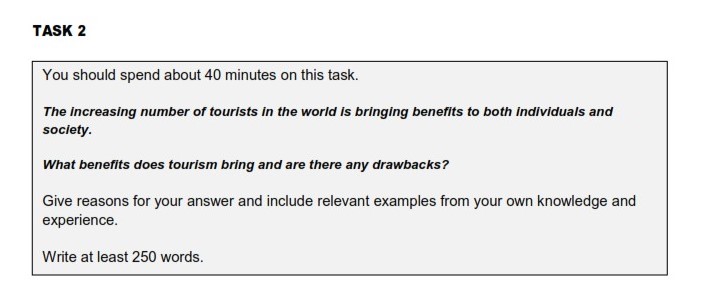 TASK 2
You should spend about 40 minutes on this task.
The increasing number of tourists in the world is bringing benefits to both individuals and
society.
What benefits does tourism bring and are there any drawbacks?
Give reasons for your answer and include relevant examples from your own knowledge and
experience.
Write at least 250 words.